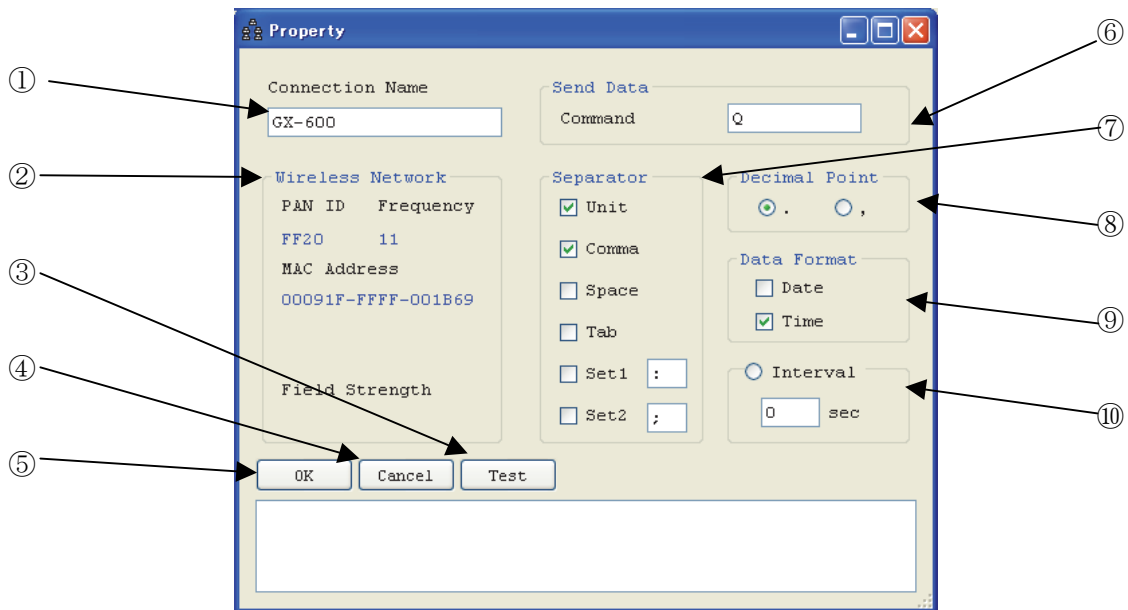 Property
⑥
①
Connection Name
GX-600
Send Data
Command
Q
⑦
②
Wireless Network
PAN ID Frequency
FF20 11
MAC Address
00091F-FFFF-001B69
Field Strength
Separator
Unit
Comma
Space
Tab
Set1 :
Set2 ;
Decimal Point
. ,
⑧
Data Format
Date
Time
⑨
Interval
0 sec
⑩
③
④
⑤
OK Cancel Test